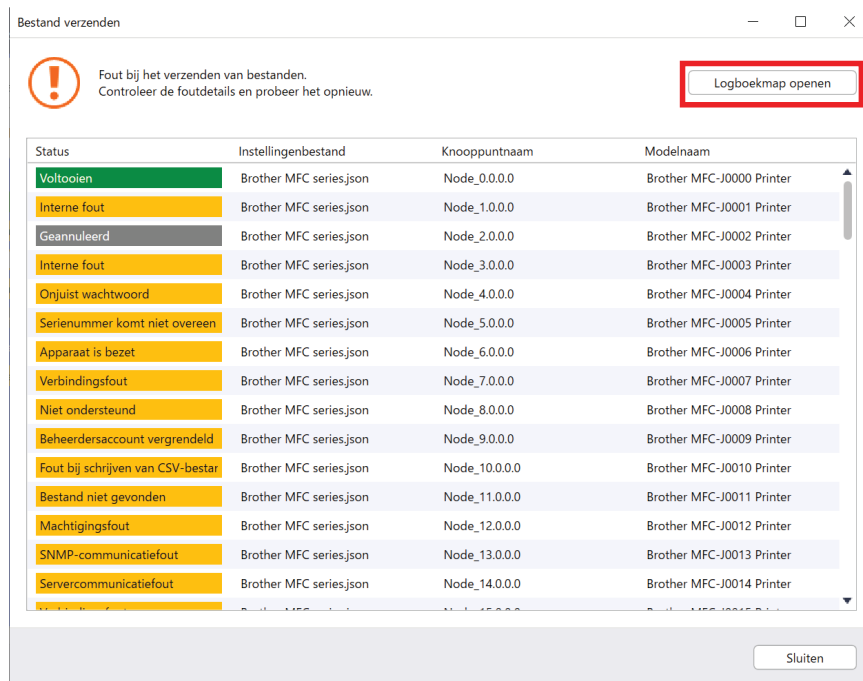 Bestand verzenden
Fout bij het verzenden van bestanden.
Controleer de foutdetails en probeer het opnieuw.
Logboekmap openen
Status Instellingenbestand Knooppuntnaam Modelnaam
Voltooien Brother MFC series.json Node_0.0.0.0 Brother MFC-J0000 Printer
Interne fout Brother MFC series.json Node_1.0.0.0 Brother MFC-J0001 Printer
Geannuleerd Brother MFC series.json Node_2.0.0.0 Brother MFC-J0002 Printer
Interne fout Brother MFC series.json Node_3.0.0.0 Brother MFC-J0003 Printer
Onjuist wachtwoord Brother MFC series.json Node_4.0.0.0 Brother MFC-J0004 Printer
Serienummer komt niet overeen Brother MFC series.json Node_5.0.0.0 Brother MFC-J0005 Printer
Apparaat is bezet Brother MFC series.json Node_6.0.0.0 Brother MFC-J0006 Printer
Verbindingsfout Brother MFC series.json Node_7.0.0.0 Brother MFC-J0007 Printer
Niet ondersteund Brother MFC series.json Node_8.0.0.0 Brother MFC-J0008 Printer
Beheerdersaccount vergrendeld Brother MFC series.json Node_9.0.0.0 Brother MFC-J0009 Printer
Fout bij schrijven van CSV-bestar Brother MFC series.json Node_10.0.0.0 Brother MFC-J0010 Printer
Bestand niet gevonden Brother MFC series.json Node_11.0.0.0 Brother MFC-J0011 Printer
Machtigingsfout Brother MFC series.json Node_12.0.0.0 Brother MFC-J0012 Printer
SNMP-communicatiefout Brother MFC series.json Node_13.0.0.0 Brother MFC-J0013 Printer
Servercommunicatiefout Brother MFC series.json Node_14.0.0.0 Brother MFC-J0014 Printer
Sluiten